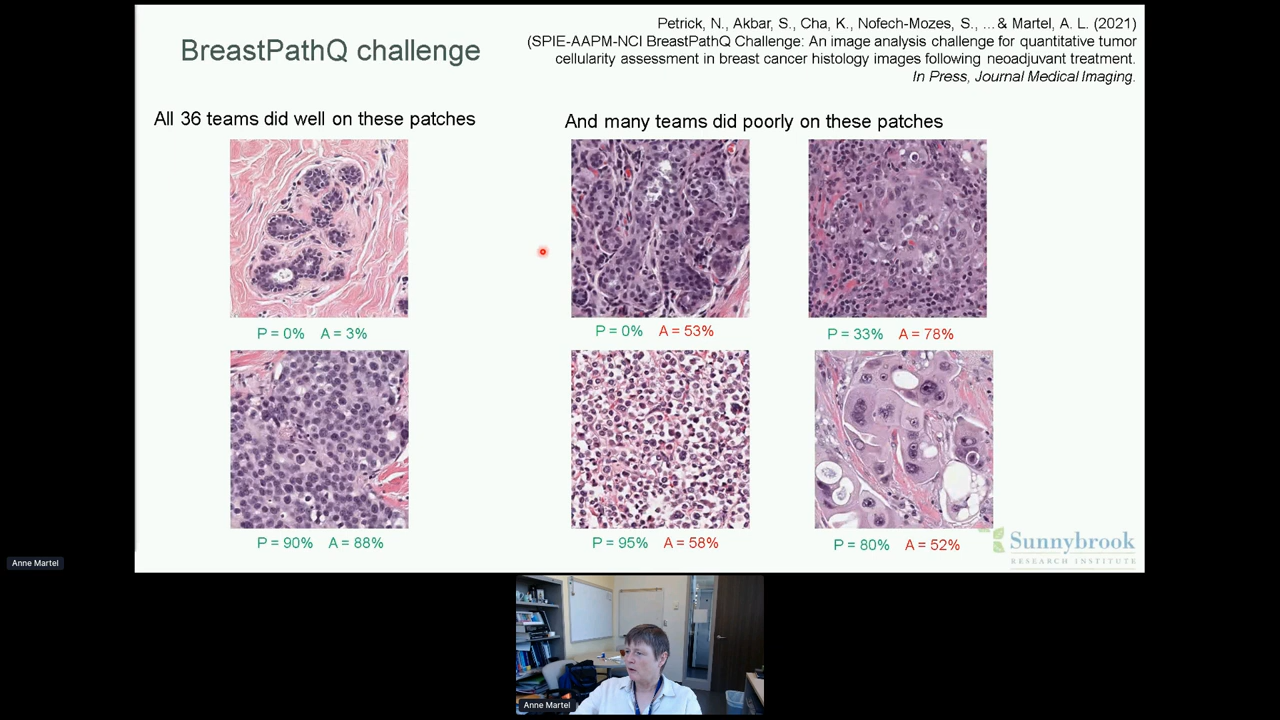 BreastPathQ challenge
Petrick, N., Akbar, S., Cha, K., Nofech-Mozes, S., ... & Martel, A. L. (2021)
(SPIE-AAPM-NCI BreastPathQ Challenge: An image analysis challenge for quantitative tumor
cellularity assessment in breast cancer histology images following neoadjuvant treatment.
In Press, Journal Medical Imaging.
All 36 teams did well on these patches
And many teams did poorly on these patches
P = 0% A = 3%
P = 0% A = 53%
P = 33% A = 78%
P = 90% A = 88%
P = 95% A = 58%
P = 80% A = 52%
Sunnybrook
RESEARCH INSTITUTE
Anne Martel
Anne Martel